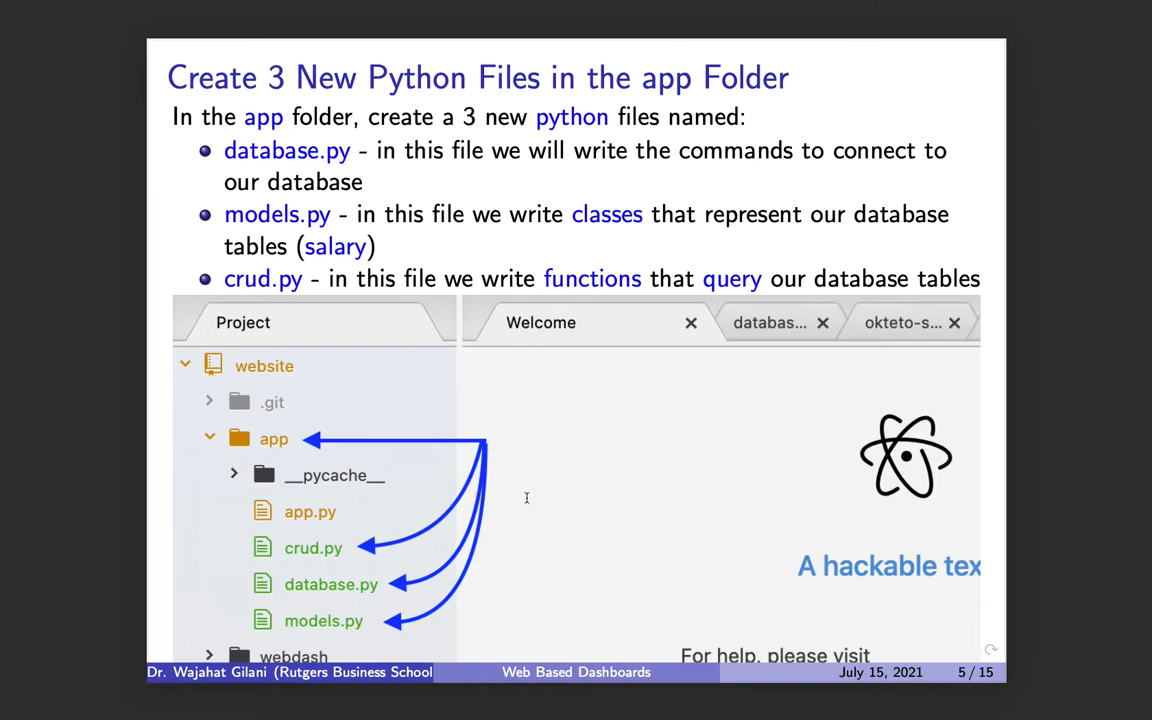 Create 3 New Python Files in the app Folder
In the app folder, create a 3 new python files named:
database.py - in this file we will write the commands to connect to
our database
models.py - in this file we write classes that represent our database
tables (salary)
crud.py - in this file we write functions that query our database tables
Project
Welcome
databas...
okteto-s...
website
.git
app
__pycache__
app.py
crud.py
database.py
models.py
webdash
A hackable tex
For help, please visit
Dr. Wajahat Gilani (Rutgers Business School
Web Based Dashboards
July 15, 2021
5 / 15